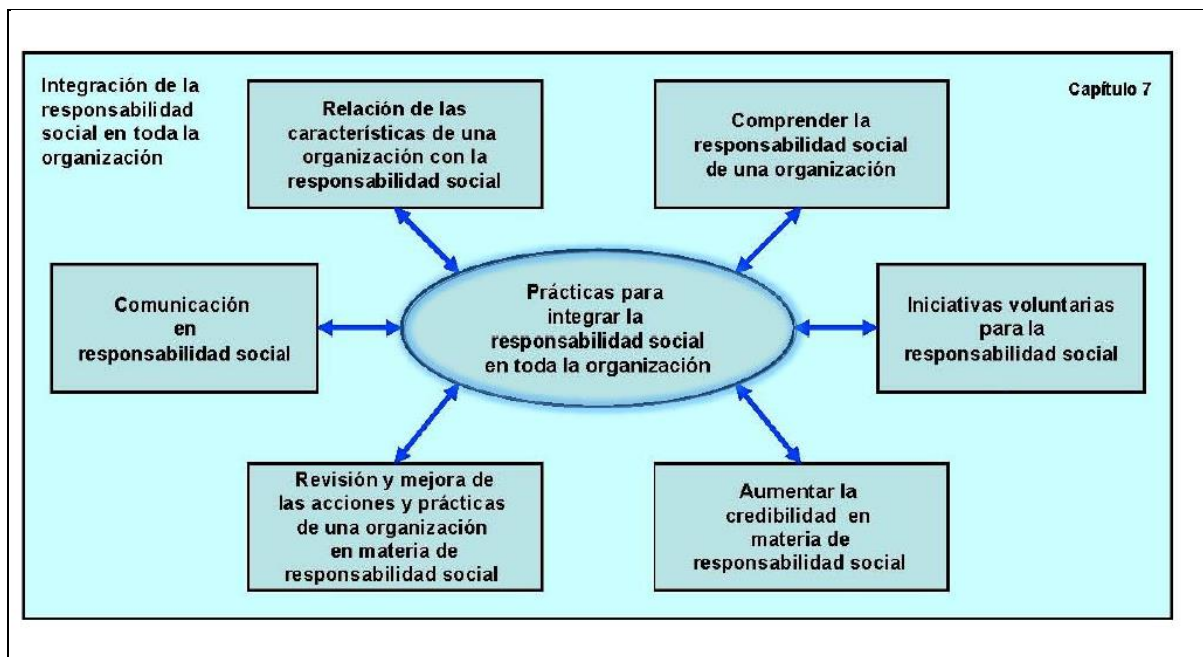 Integración de la
responsabilidad
social en toda la
organización
Relación de las
características de una
organización con la
responsabilidad social
Comprender la
responsabilidad social
de una organización
Capítulo 7
Comunicación
en
responsabilidad social
Prácticas para
integrar la
responsabilidad social
en toda la organización
Iniciativas voluntarias
para la
responsabilidad social
Revisión y mejora de
las acciones y prácticas
de una organización
en materia de
responsabilidad social
Aumentar la
credibilidad en
materia de
responsabilidad social